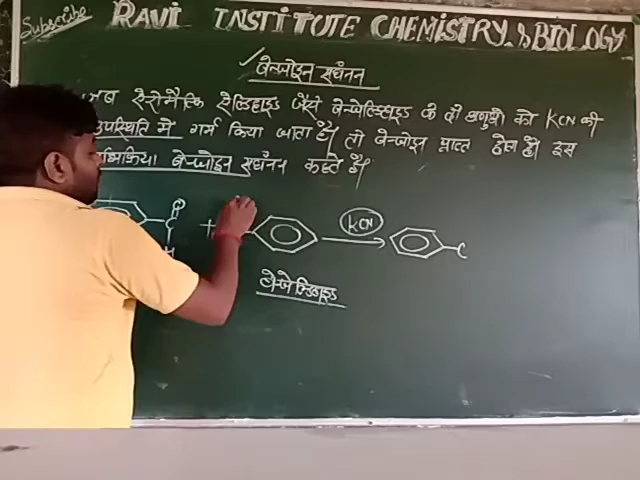 Subscribe RAVI INSTITUTE CHEMISTRY & BIOLOGY
बेन्जोइन संघनन
जब ऐरोमैटिक ऐल्डिहाइड जैसे बेन्जेल्डिहाइड के दो अणुओ को KCN की
उपस्थिति में गर्म किया जाता है। तो बेन्जोइन प्राप्त होता है। इस
अभिक्रिया बेन्जोइन संघनन कहते है।
O
C + KCN C
H
बेन्जेल्डिहाइड